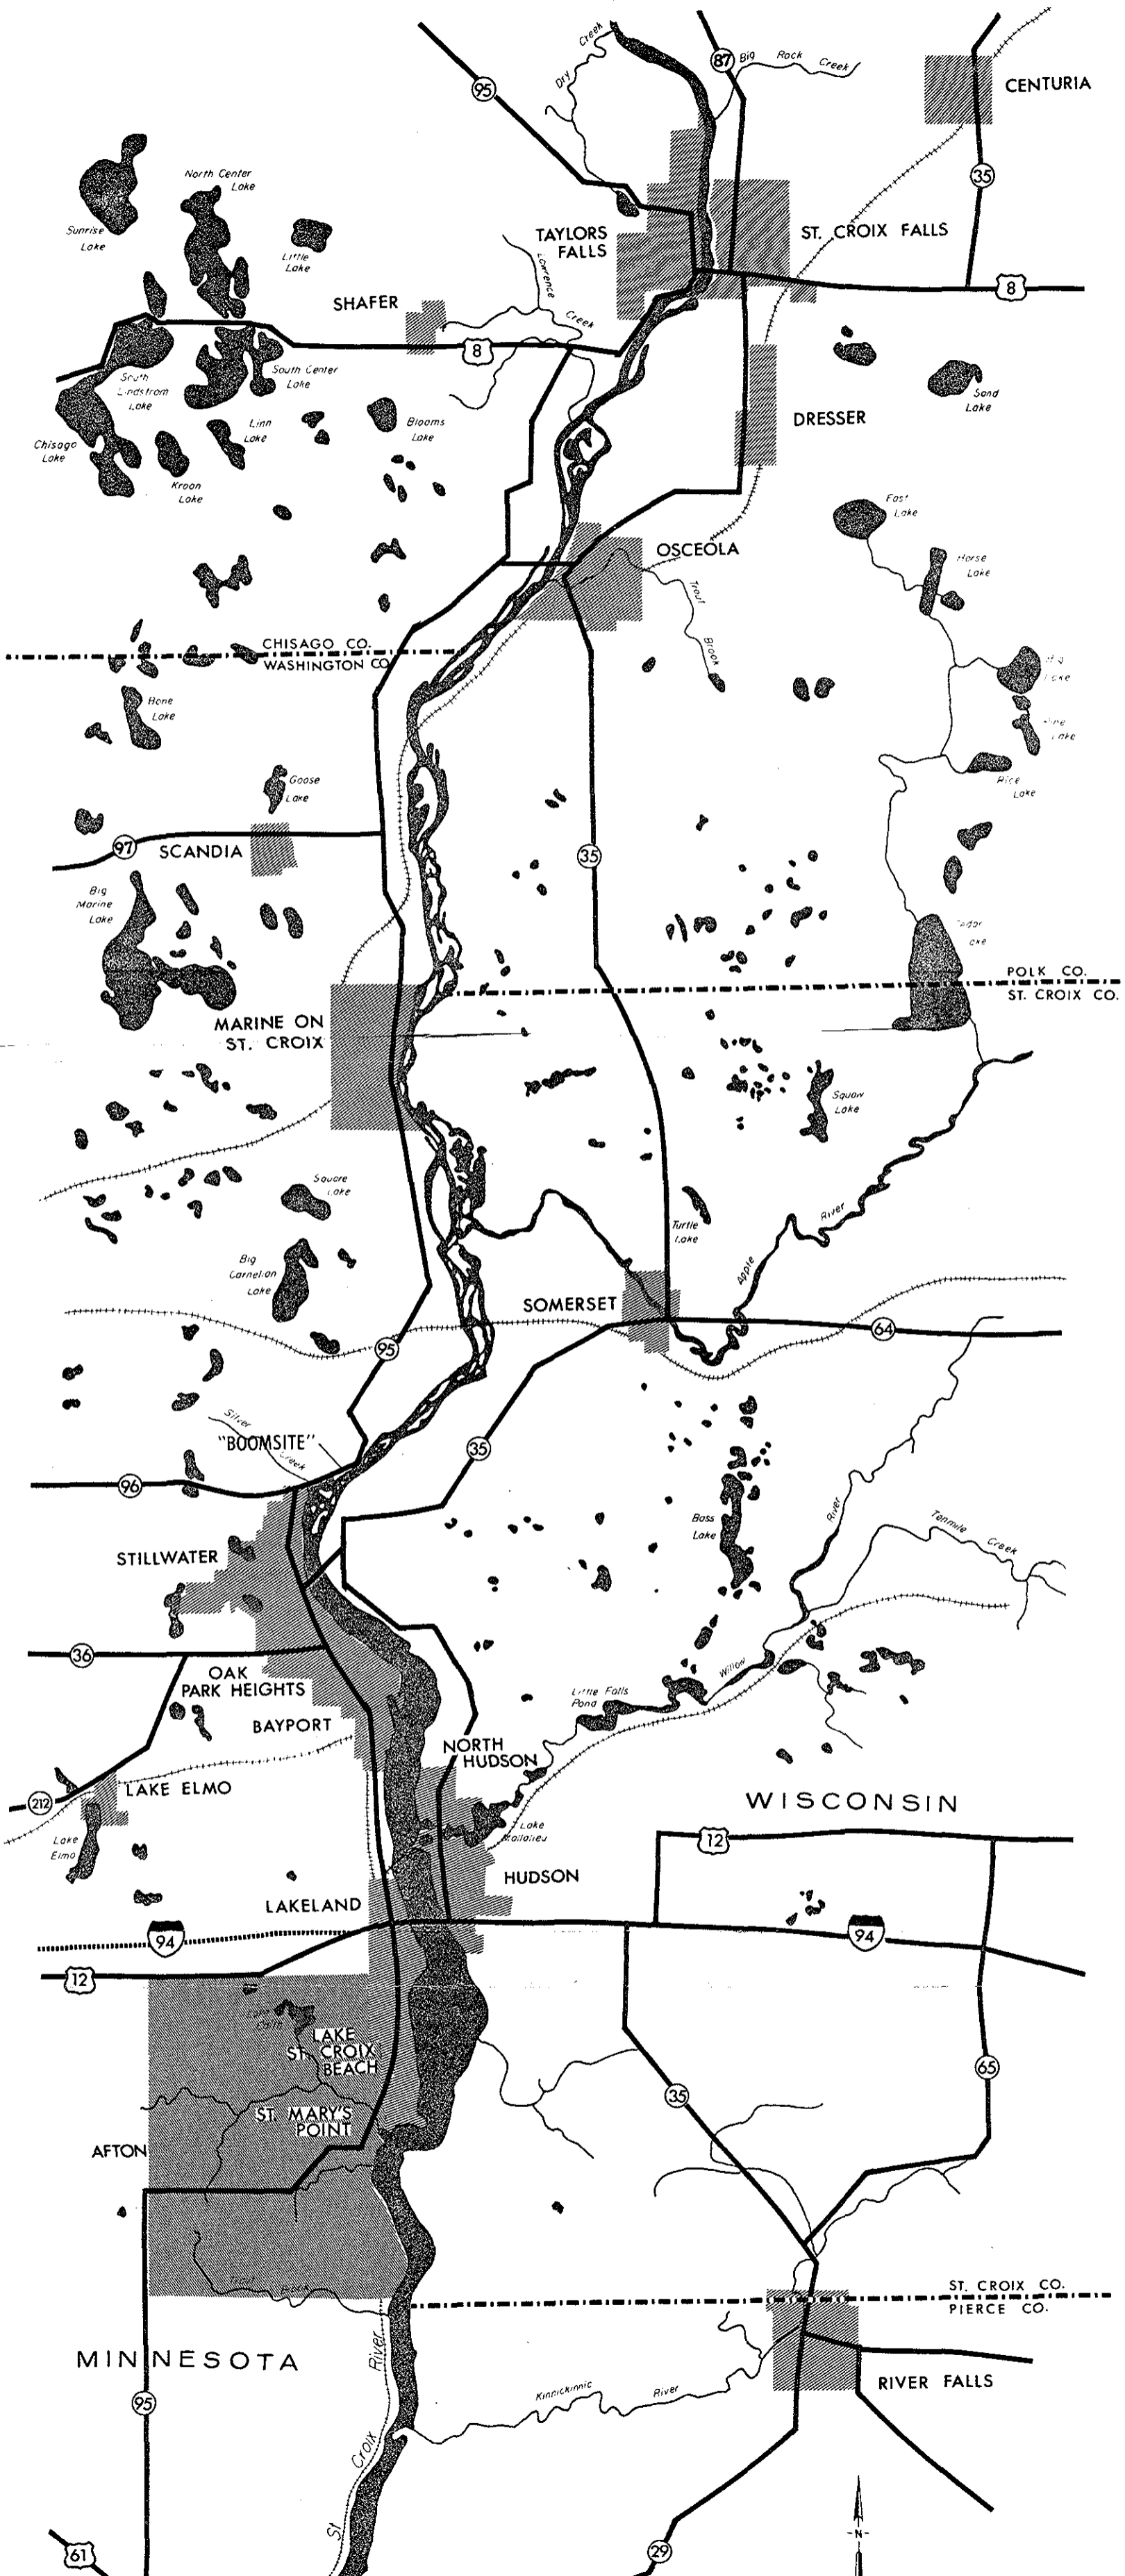 Dry Creek
87
Big Rock Creek
95
CENTURIA
35
North Center
Lake
Sunrise
Lake
Little
Lake
TAYLORS
FALLS
ST. CROIX FALLS
Lawrence
Creek
SHAFER
8
8
South
Lindstrom
Lake
South Center
Lake
Sand
Lake
Chisago
Lake
Linn
Lake
Blooms
Lake
DRESSER
Kroon
Lake
East
Lake
OSCEOLA
Horse
Lake
Trout
Brook
CHISAGO CO.
WASHINGTON CO.
Lake
Bone
Lake
Lake
Goose
Lake
Rice
Lake
97
SCANDIA
35
Big
Marine
Lake
POLK CO.
ST. CROIX CO.
MARINE ON
ST. CROIX
Squaw
Lake
Square
Lake
Turtle
Lake
River
Apple
Big
Carnelian
Lake
SOMERSET
64
95
Silver
Creek
"BOOMSITE"
35
96
Bass
Lake
River
Tenmile Creek
STILLWATER
36
OAK
PARK HEIGHTS
Willow
Little Falls
Pond
BAYPORT
NORTH
HUDSON
LAKE ELMO
212
WISCONSIN
Lake
Mallalieu
12
Lake
Elmo
HUDSON
LAKELAND
94
94
12
LAKE
ST. CROIX
BEACH
65
35
ST. MARY'S
POINT
AFTON
Trout
Brook
ST. CROIX CO.
PIERCE CO.
MINNESOTA
River
RIVER FALLS
Kinnickinnic River
95
Croix
St
N
61
29